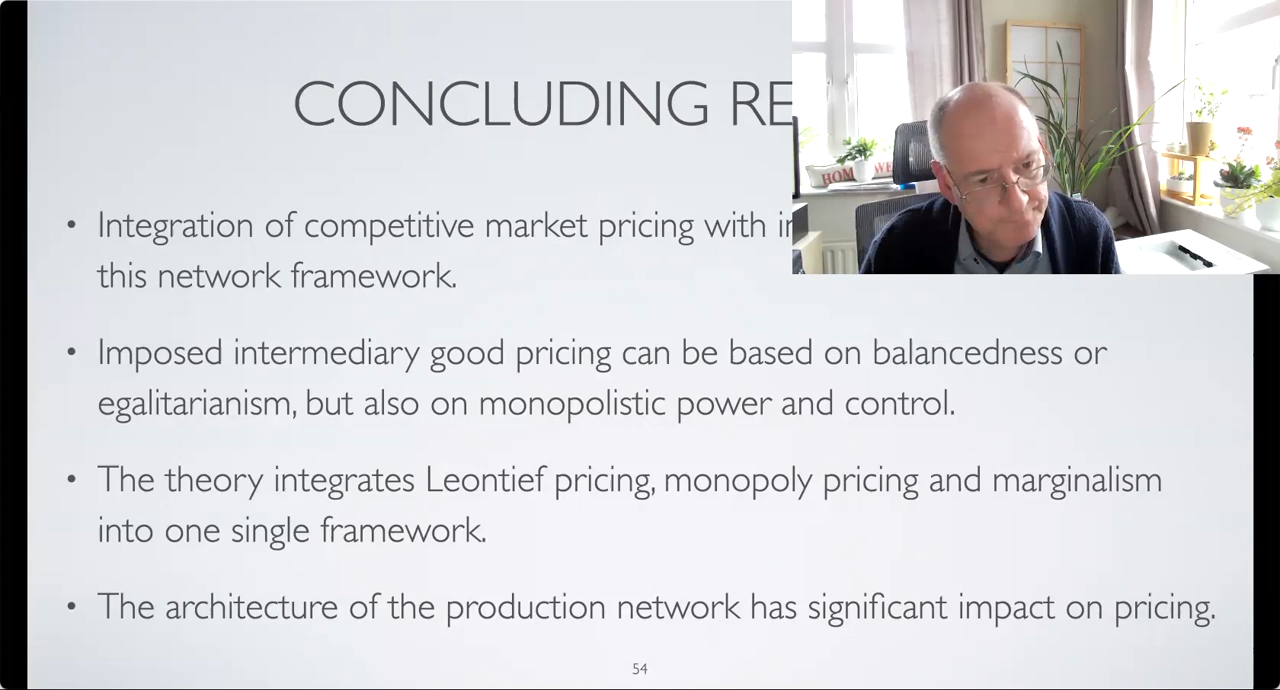 CONCLUDING RE
• Integration of competitive market pricing with
this network framework.
• Imposed intermediary good pricing can be based on balancedness or
egalitarianism, but also on monopolistic power and control.
• The theory integrates Leontief pricing, monopoly pricing and marginalism
into one single framework.
• The architecture of the production network has significant impact on pricing.
54
HOM